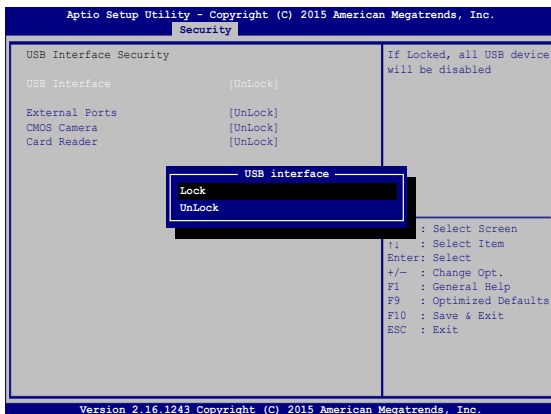 Aptio Setup Utility - Copyright (C) 2015 American Megatrends, Inc.
Security
USB Interface Security
USB Interface [UnLock]
External Ports [UnLock]
CMOS Camera [UnLock]
Card Reader [UnLock]
If Locked, all USB device
will be disabled
USB interface
Lock
UnLock
: Select Screen
↑↓ : Select Item
Enter: Select
+/— : Change Opt.
F1 : General Help
F9 : Optimized Defaults
F10 : Save & Exit
ESC : Exit
Version 2.16.1243 Copyright (C) 2015 American Megatrends, Inc.